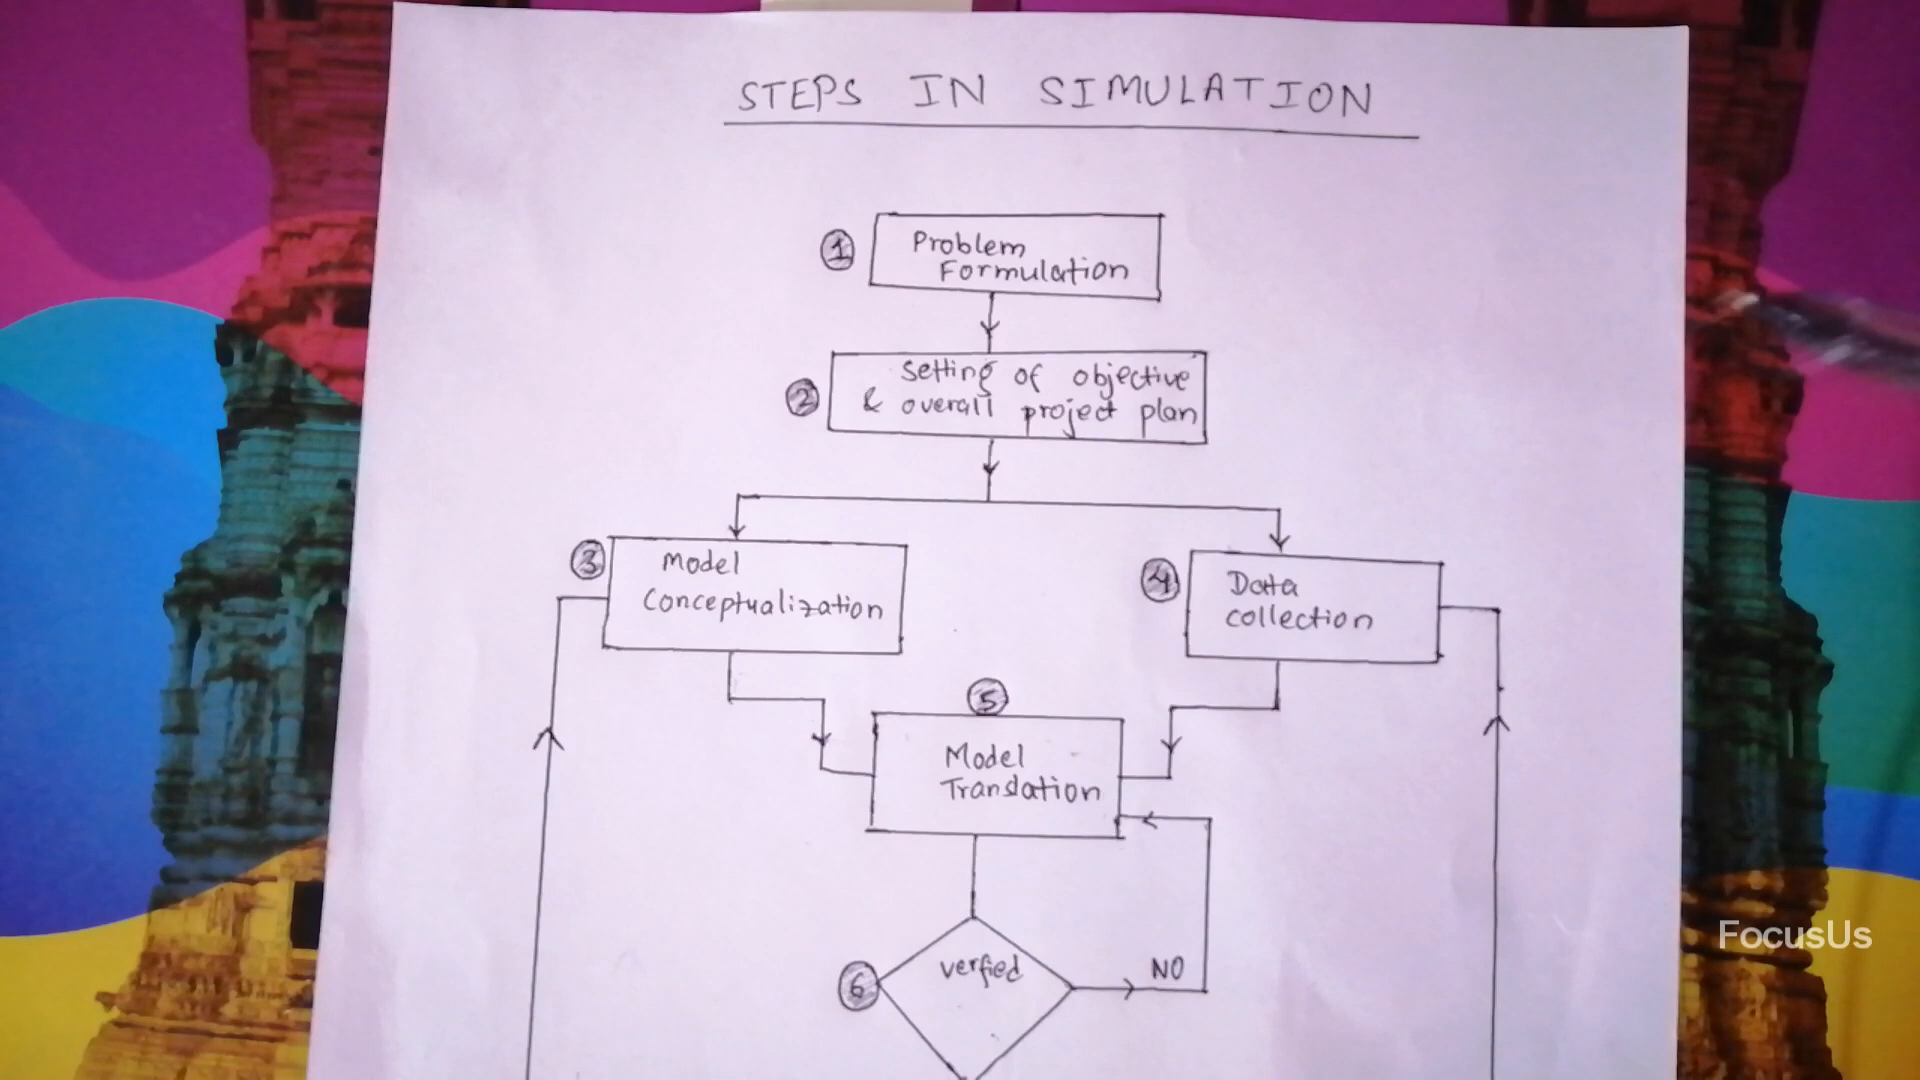 STEPS IN SIMULATION
1
Problem
Formulation
2
Setting of objective
& overall project plan
3
Model
Conceptualization
4
Data
collection
5
Model
Translation
6
verfied
NO
FocusUs